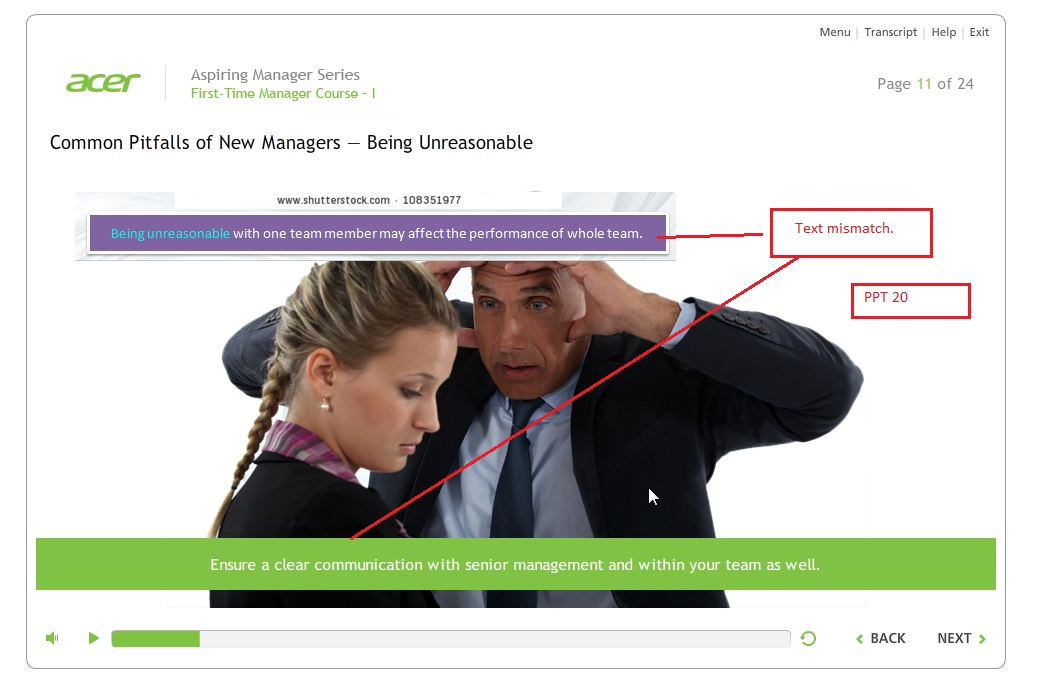 Menu | Transcript | Help | Exit
acer
Aspiring Manager Series
First-Time Manager Course - I
Page 11 of 24
Common Pitfalls of New Managers — Being Unreasonable
www.shutterstock.com · 108351977
Being unreasonable with one team member may affect the performance of whole team.
Text mismatch.
PPT 20
Ensure a clear communication with senior management and within your team as well.
BACK
NEXT